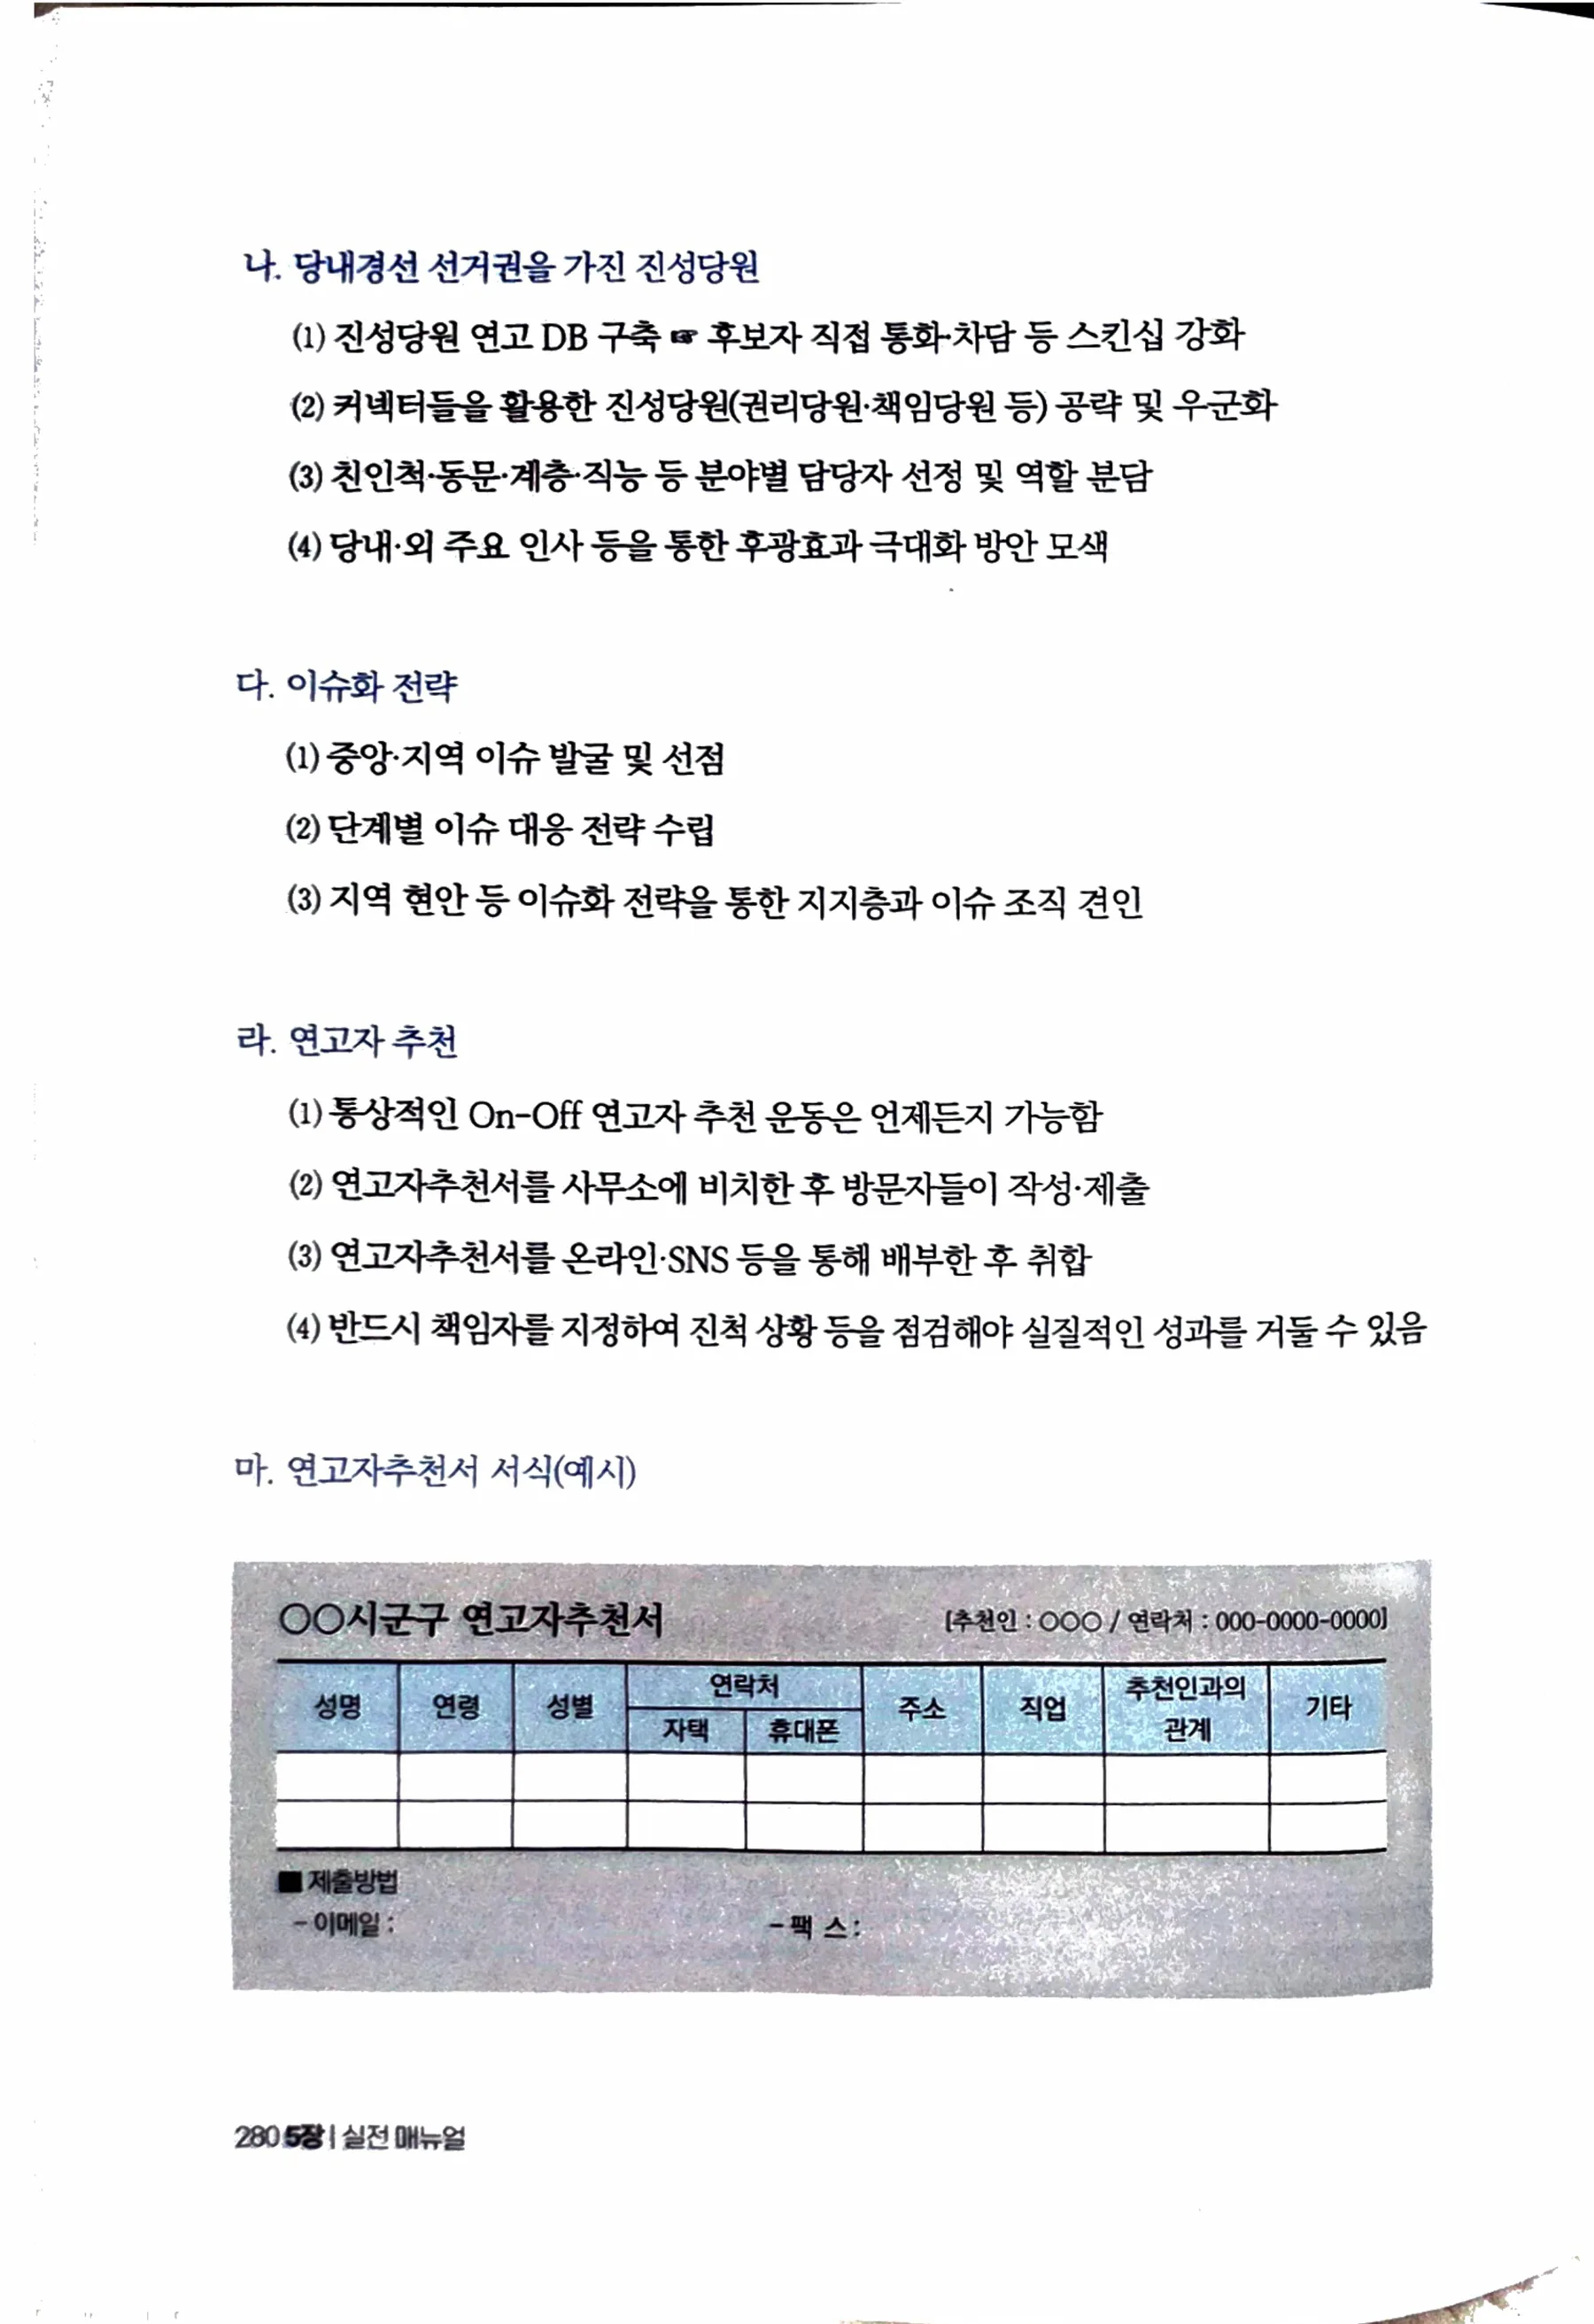 나. 당내경선 선거권을 가진 진성당원
(1) 진성당원 연고 DB 구축 ☞ 후보자 직접 통화·차담 등 스킨십 강화
(2) 커넥터들을 활용한 진성당원(권리당원·책임당원 등) 공략 및 우군화
(3) 친인척·동문·계층·직능 등 분야별 담당자 선정 및 역할 분담
(4) 당내·외 주요 인사 등을 통한 후광효과 극대화 방안 모색
다. 이슈화 전략
(1) 중앙·지역 이슈 발굴 및 선점
(2) 단계별 이슈 대응 전략 수립
(3) 지역 현안 등 이슈화 전략을 통한 지지층과 이슈 조직 견인
라. 연고자 추천
(1) 통상적인 On-Off 연고자 추천 운동은 언제든지 가능함
(2) 연고자추천서를 사무소에 비치한 후 방문자들이 작성·제출
(3) 연고자추천서를 온라인·SNS 등을 통해 배부한 후 취합
(4) 반드시 책임자를 지정하여 진척 상황 등을 점검해야 실질적인 성과를 거둘 수 있음
마. 연고자추천서 서식(예시)
○○시군구 연고자추천서 [추천인 : ○○○ / 연락처 : 000-0000-0000]
성명 연령 성별 연락처 주소 직업 추천인과의 관계 기타
자택 휴대폰
■ 제출방법
- 이메일 : - 팩 스 :
280 5장 | 실전 매뉴얼